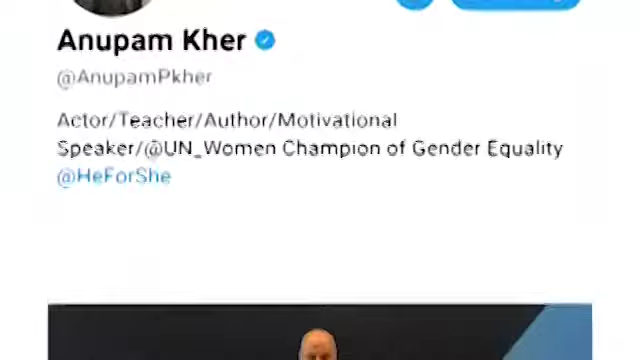 Anupam Kher
@AnupamPkher
Actor/Teacher/Author/Motivational
Speaker/@UN_Women Champion of Gender Equality
@HeForShe